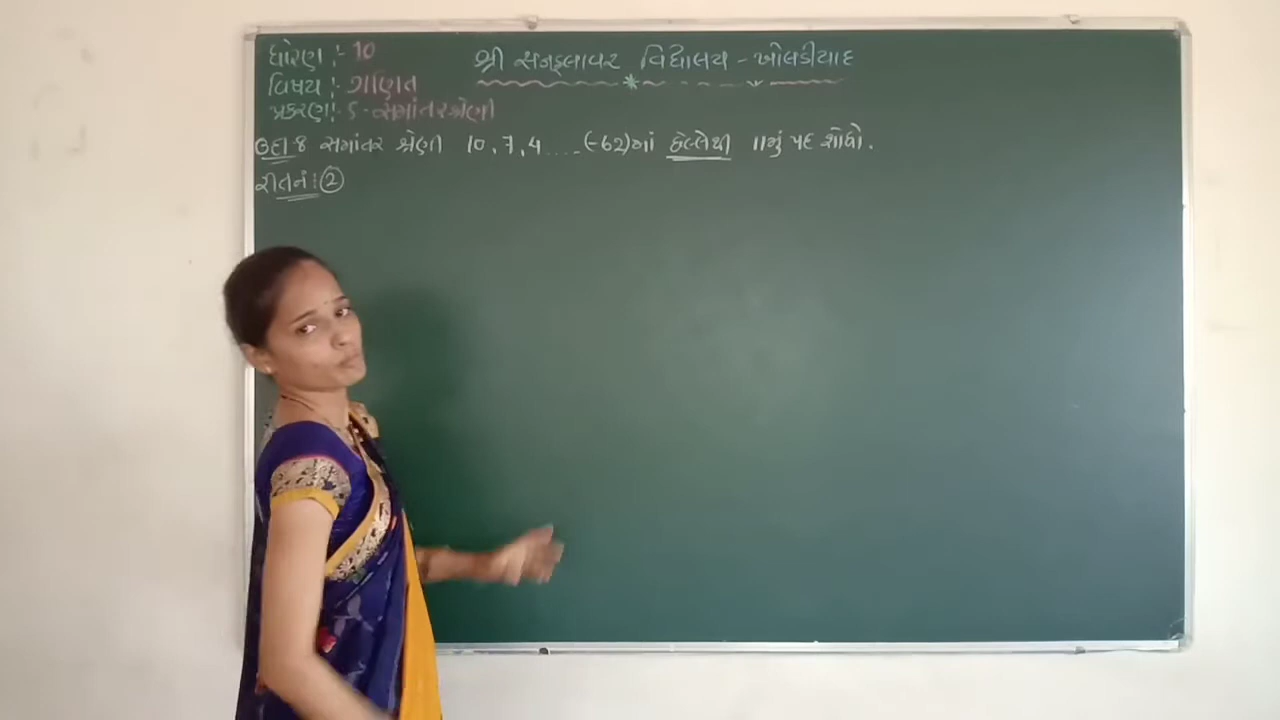 ધોરણ :- 10
શ્રી સનફ્લાવર વિદ્યાલય - ખોલડીયાદ
વિષય :- ગણિત
પ્રકરણ :- 5 - સમાંતર શ્રેણી
ઉદા-8 સમાંતર શ્રેણી 10, 7, 4 .... (-62)માં છેલ્લેથી 11મું પદ શોધો.
રીત નં : 2